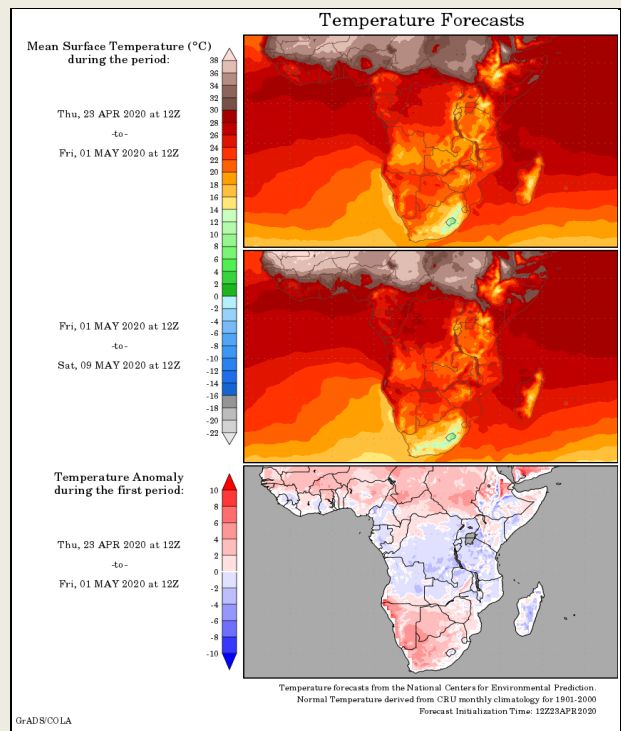 Temperature Forecasts
Mean Surface Temperature (°C)
during the period:
38
36
34
32
30
28
26
24
22
20
18
16
14
12
10
8
6
4
2
0
-2
-4
-6
-8
-10
-12
-14
-16
-18
-20
-22
Thu, 23 APR 2020 at 12Z
-to-
Fri, 01 MAY 2020 at 12Z
Fri, 01 MAY 2020 at 12Z
-to-
Sat, 09 MAY 2020 at 12Z
Temperature Anomaly
during the first period:
10
8
6
4
2
0
-2
-4
-6
-8
-10
Thu, 23 APR 2020 at 12Z
-to-
Fri, 01 MAY 2020 at 12Z
Temperature forecasts from the National Centers for Environmental Prediction.
Normal Temperature derived from CRU monthly climatology for 1901-2000
Forecast Initialization Time: 12Z23APR2020
GrADS/COLA